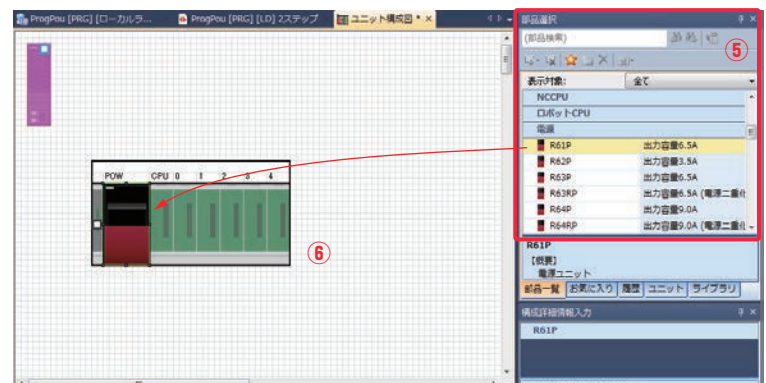 ProgPou [PRG] [ローカルラ...
ProgPou [PRG] [LD] 2ステップ
ユニット構成図 *
部品選択
(部品検索)
⑤
表示対象:
全て
NCCPU
ロボットCPU
電源
R61P 出力容量6.5A
R62P 出力容量3.5A
R63P 出力容量6.5A
R63RP 出力容量6.5A (電源二重化
R64P 出力容量9.0A
R64RP 出力容量9.0A (電源二重化
POW CPU 0 1 2 3 4
⑥
R61P
【概要】
電源ユニット
部品一覧 お気に入り 履歴 ユニット ライブラリ
構成詳細情報入力
R61P